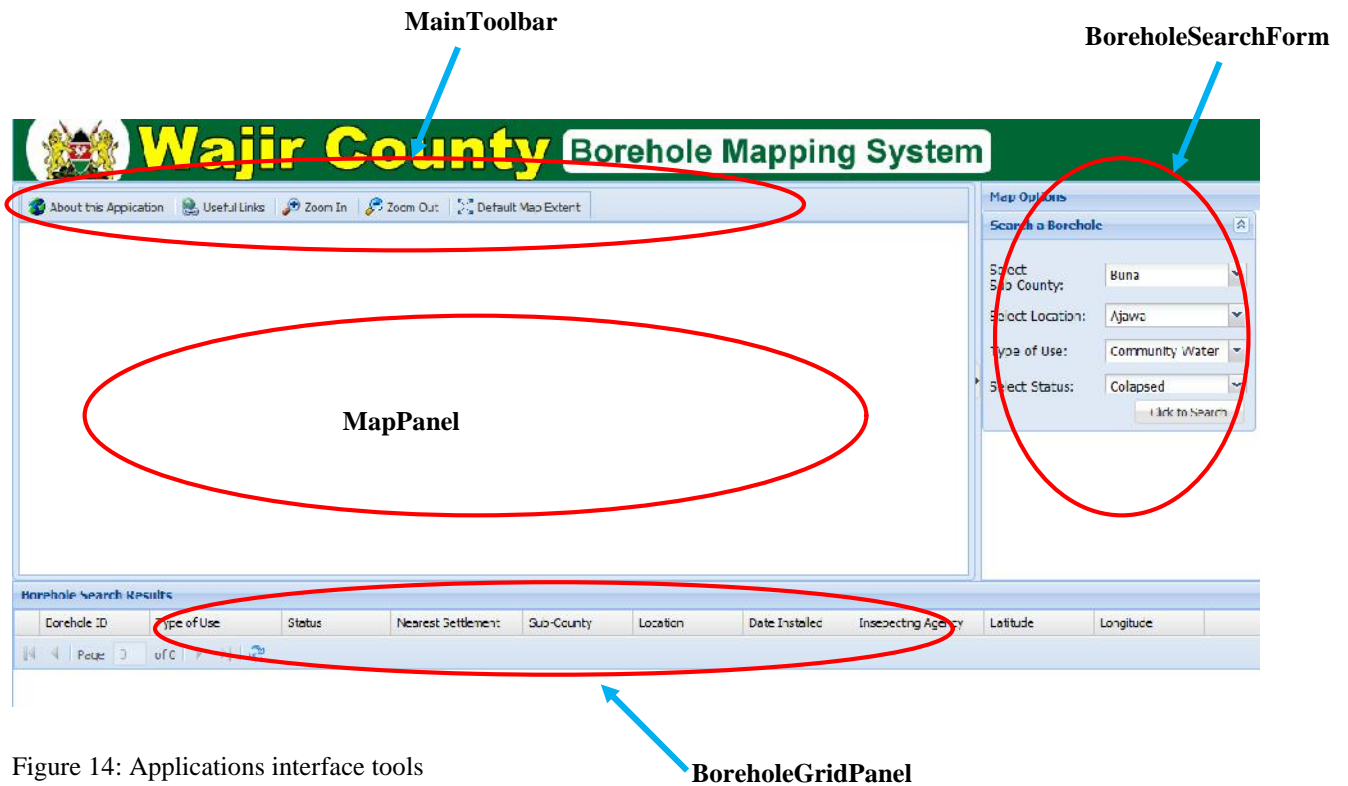 MainToolbar
BoreholeSearchForm
Wajir County Borehole Mapping System
About this Application Useful Links Zoom In Zoom Out Default Map Extent
Map Options
Search a Borehole
Select
Sub County:
Buna
Select Location: Ajawa
Type of Use: Community Water
Select Status: Colapsed
Click to Search
MapPanel
Borehole Search Results
Borehole ID Type of Use Status Nearest Settlement Sub-County Location Date Installed Insepecting Agency Latitude Longitude
Page 0 of 0
Figure 14: Applications interface tools
BoreholeGridPanel